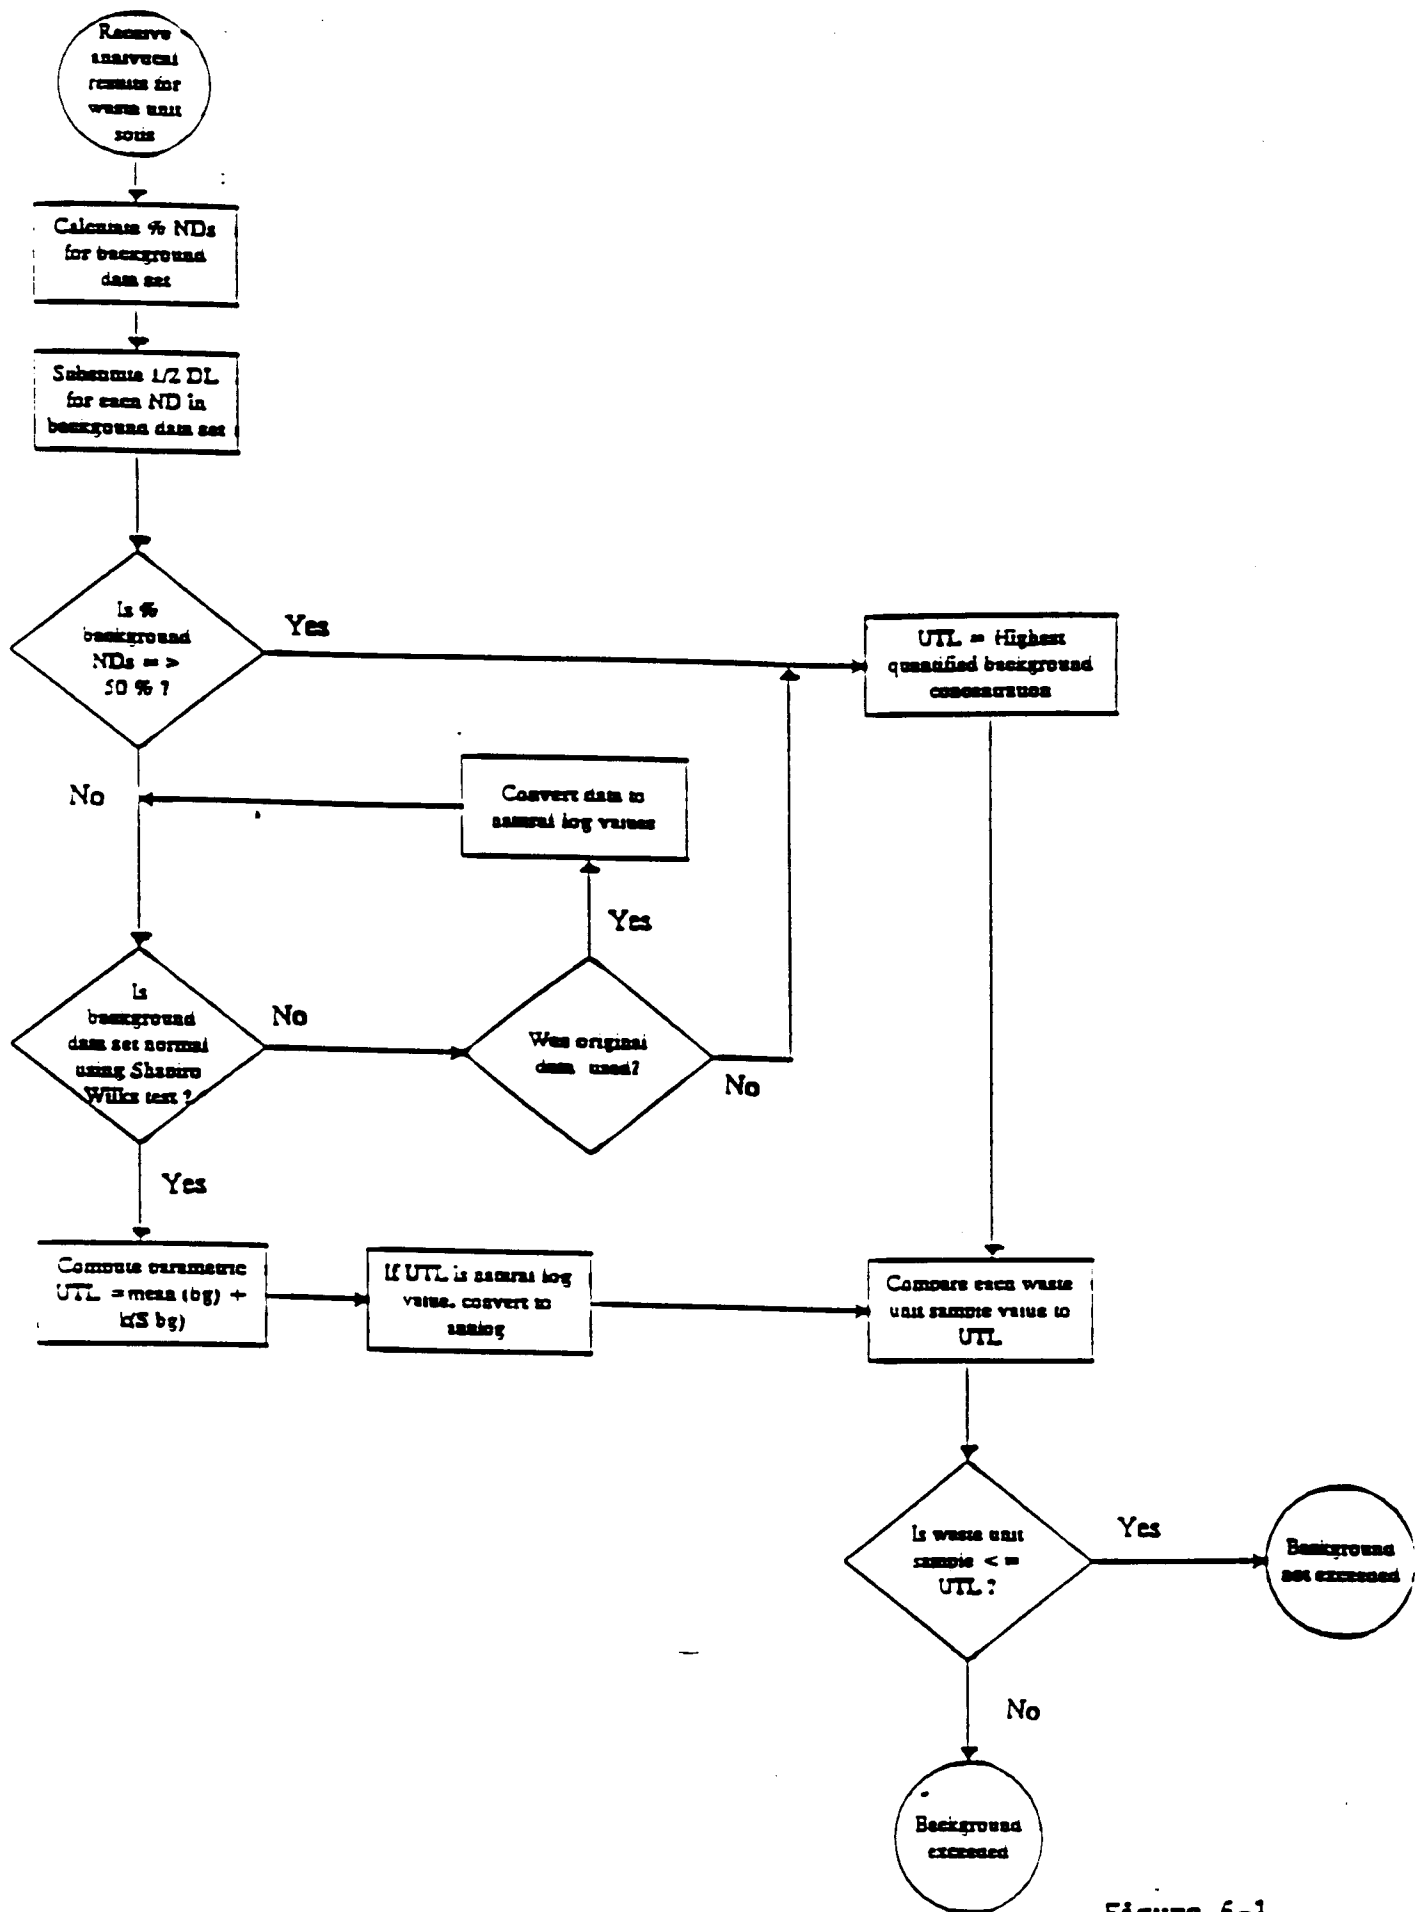 Receive
analytical
results for
waste unit
soils
Calculate % NDs
for background
data set
Substitute 1/2 DL
for each ND in
background data set
Is %
background
NDs = >
50 % ?
Yes
UTL = Highest
quantified background
concentration
No
Convert data to
natural log values
Yes
Is
background
data set normal
using Shapiro
Wilks test ?
No
Was original
data used?
No
Yes
Compute parametric
UTL = mean (bg) +
k(S bg)
If UTL is natural log
value, convert to
analog
Compare each waste
unit sample value to
UTL
Is waste unit
sample < =
UTL ?
Yes
Background
not exceeded
No
Background
exceeded
Figure 6-1